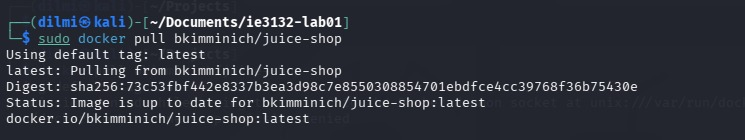 ┌──(dilmi㉿kali)-[~/Documents/ie3132-lab01]
└─$ sudo docker pull bkimminich/juice-shop
Using default tag: latest
latest: Pulling from bkimminich/juice-shop
Digest: sha256:73c53fbf442e8337b3ea3d98c7e8550308854701ebdfce4cc39768f36b75430e
Status: Image is up to date for bkimminich/juice-shop:latest
docker.io/bkimminich/juice-shop:latest